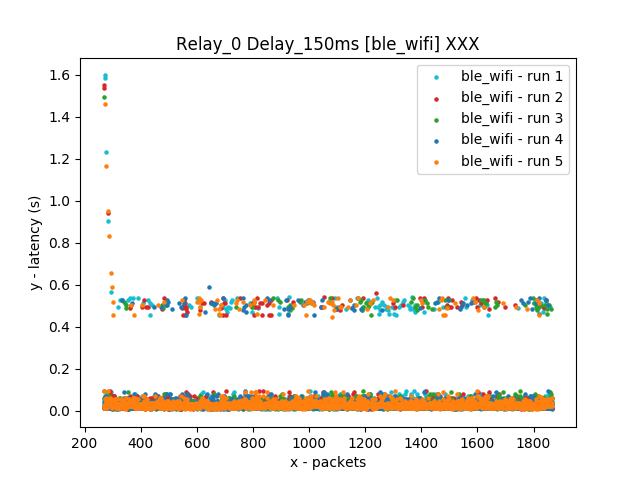 Relay_0 Delay_150ms [ble_wifi] XXX
ble_wifi - run 1
ble_wifi - run 2
ble_wifi - run 3
ble_wifi - run 4
ble_wifi - run 5
y - latency (s)
1.6
1.4
1.2
1.0
0.8
0.6
0.4
0.2
0.0
200 400 600 800 1000 1200 1400 1600 1800
x - packets